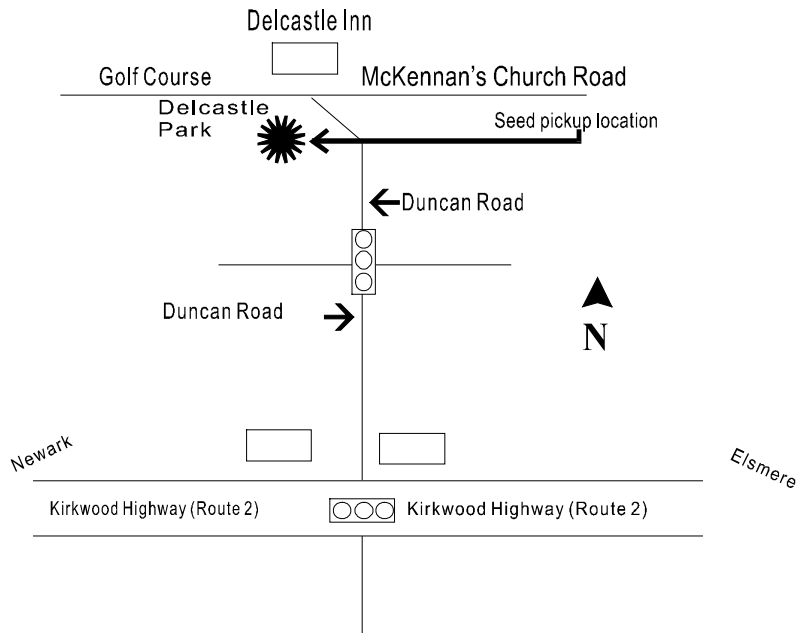 Delcastle Inn
Golf Course
McKennan's Church Road
Delcastle
Park
Seed pickup location
Duncan Road
Duncan Road
N
Newark
Elsmere
Kirkwood Highway (Route 2)
Kirkwood Highway (Route 2)